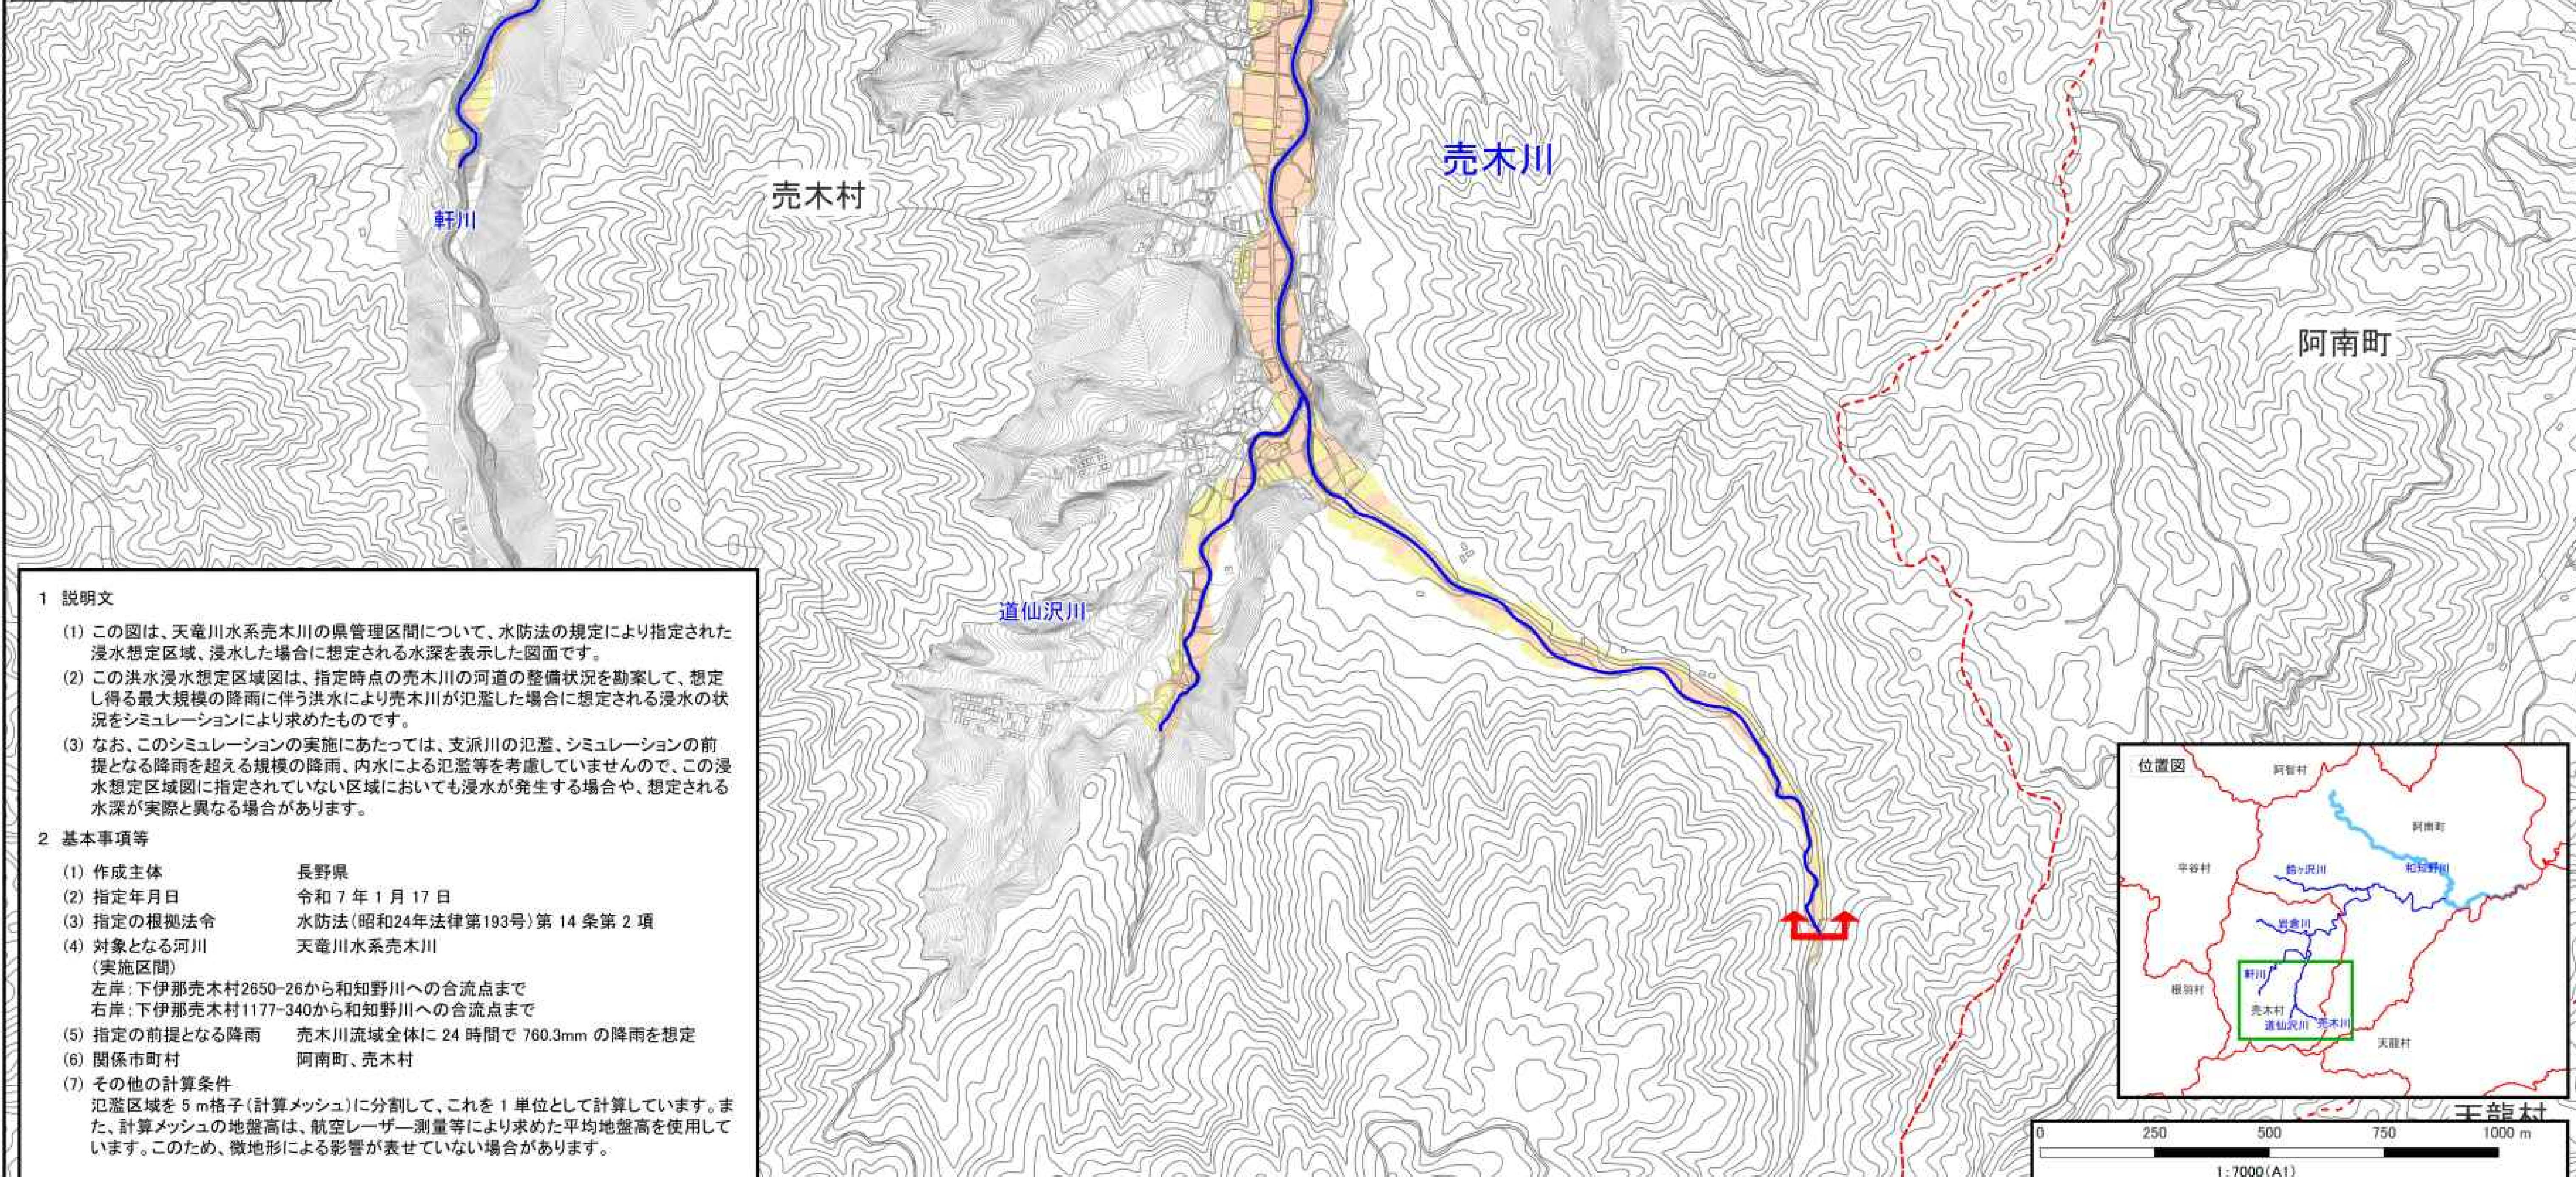 売木川
売木村
軒川
阿南町
道仙沢川
1 説明文
(1) この図は、天竜川水系売木川の県管理区間について、水防法の規定により指定された
浸水想定区域、浸水した場合に想定される水深を表示した図面です。
(2) この洪水浸水想定区域図は、指定時点の売木川の河道の整備状況を勘案して、想定
し得る最大規模の降雨に伴う洪水により売木川が氾濫した場合に想定される浸水の状
況をシミュレーションにより求めたものです。
(3) なお、このシミュレーションの実施にあたっては、支派川の氾濫、シミュレーションの前
提となる降雨を超える規模の降雨、内水による氾濫等を考慮していませんので、この浸
水想定区域図に指定されていない区域においても浸水が発生する場合や、想定される
水深が実際と異なる場合があります。
2 基本事項等
(1) 作成主体 長野県
(2) 指定年月日 令和 7 年 1 月 17 日
(3) 指定の根拠法令 水防法(昭和24年法律第193号)第 14 条第 2 項
(4) 対象となる河川 天竜川水系売木川
(実施区間)
左岸:下伊那売木村2650-26から和知野川への合流点まで
右岸:下伊那売木村1177-340から和知野川への合流点まで
(5) 指定の前提となる降雨 売木川流域全体に 24 時間で 760.3mm の降雨を想定
(6) 関係市町村 阿南町、売木村
(7) その他の計算条件
氾濫区域を 5 m格子(計算メッシュ)に分割して、これを 1 単位として計算しています。ま
た、計算メッシュの地盤高は、航空レーザー測量等により求めた平均地盤高を使用して
います。このため、微地形による影響が表せていない場合があります。
位置図
阿智村
阿南町
平谷村
鈴ヶ沢川
和知野川
岩倉川
軒川
根羽村
売木村
道仙沢川
売木川
天龍村
天龍村
0 250 500 750 1000 m
1:7000(A1)